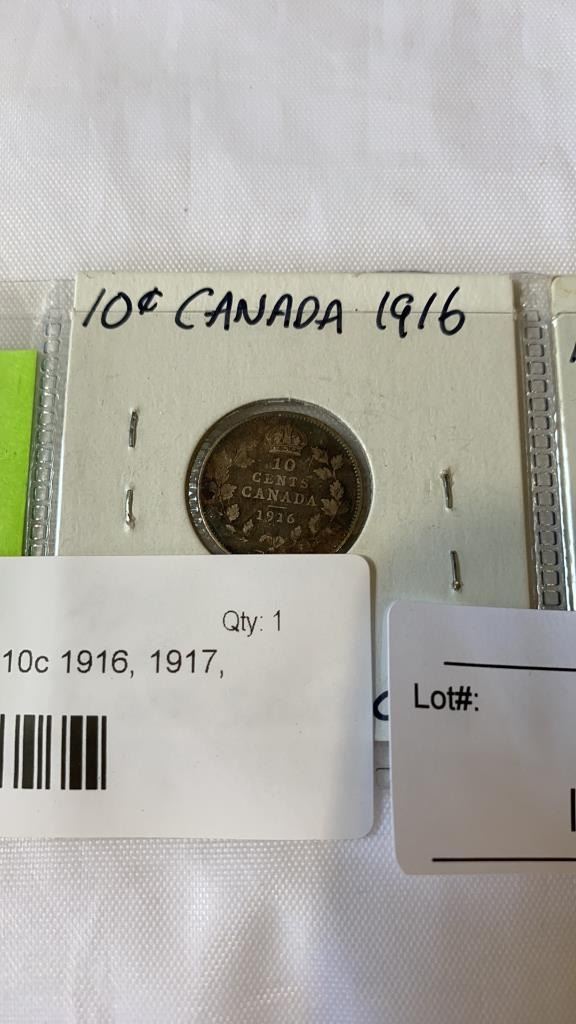 10¢ CANADA 1916
10
CENTS
CANADA
1916
Qty: 1
10c 1916, 1917,
Lot#: